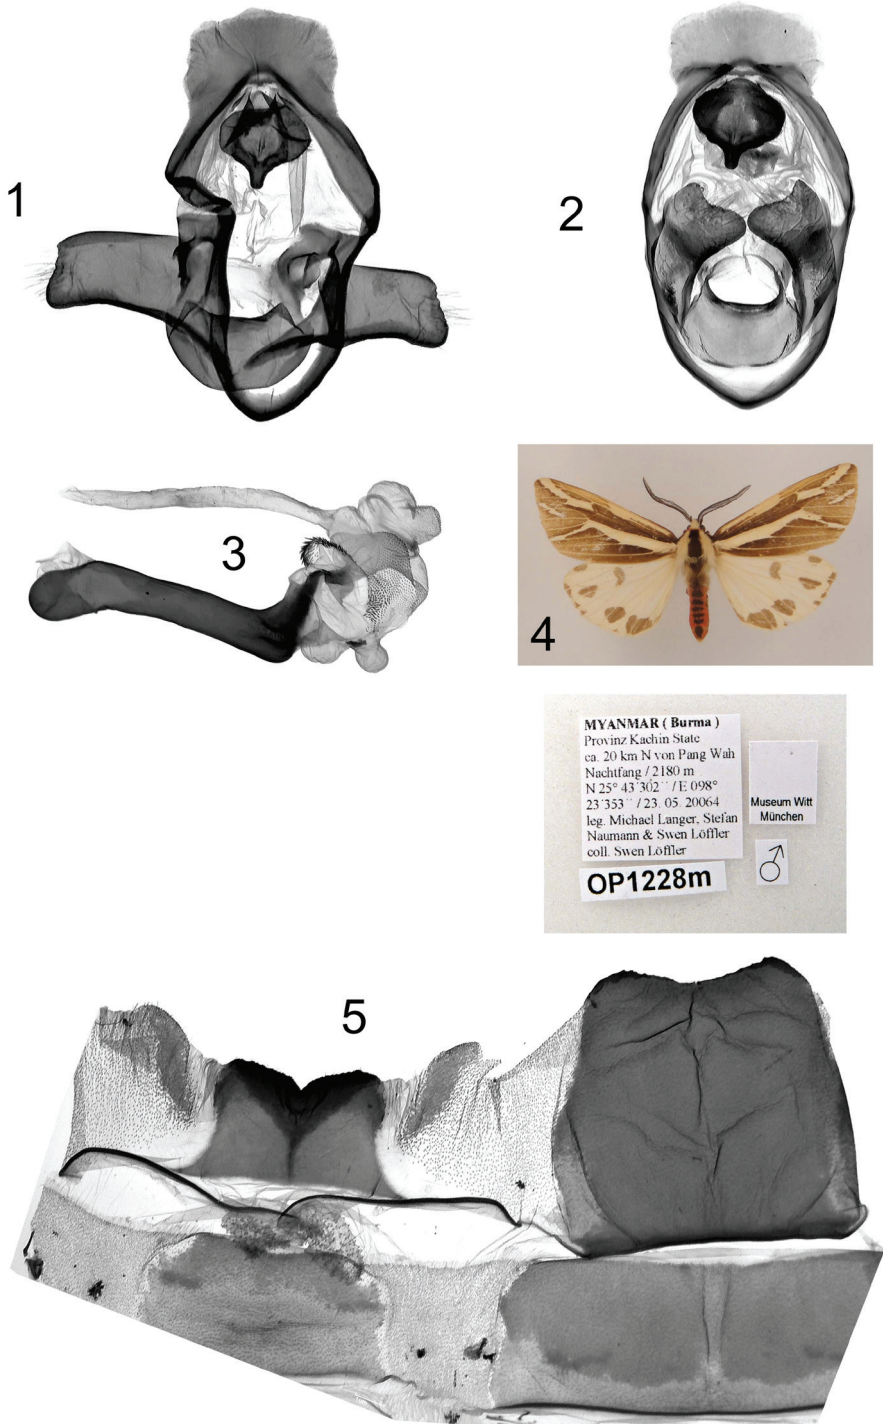 1
2
3
4
MYANMAR ( Burma )
Provinz Kachin State
ca. 20 km N von Pang Wah
Nachtfang / 2180 m
N 25° 43´302´´ / E 098°
23´353´´ / 23. 05. 20064
leg. Michael Langer, Stefan
Naumann & Swen Löffler
coll. Swen Löffler
Museum Witt
München
OP1228m
♂
5